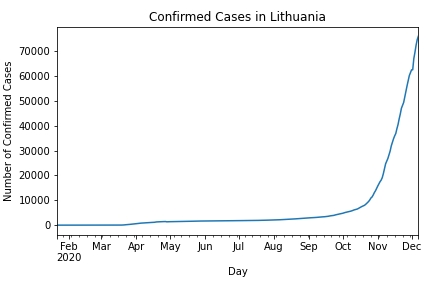 Confirmed Cases in Lithuania
Number of Confirmed Cases
70000
60000
50000
40000
30000
20000
10000
0
Feb Mar Apr May Jun Jul Aug Sep Oct Nov Dec
2020
Day